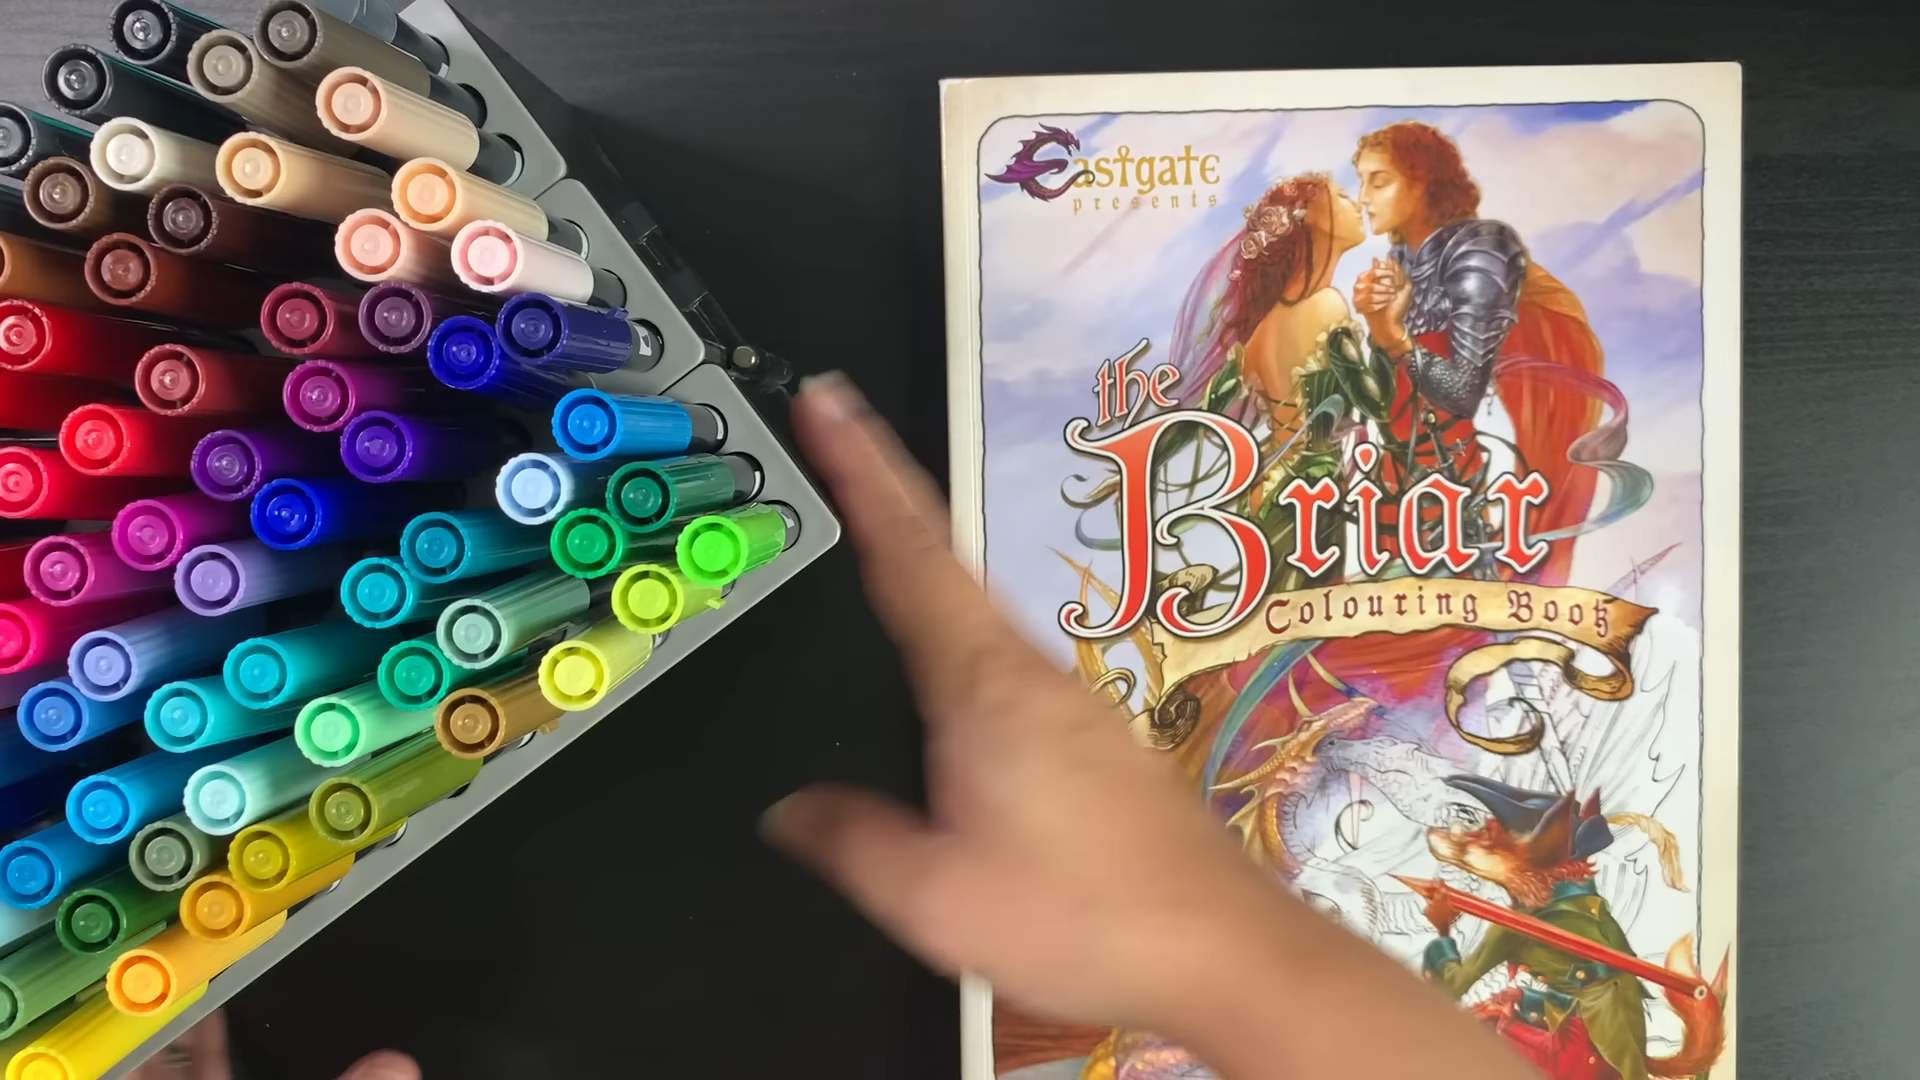 Eastgate
presents
the
Briar
Colouring Book